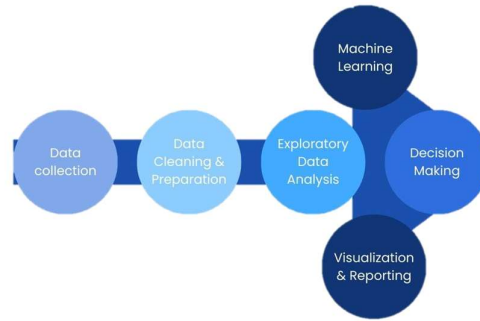 Machine
Learning
Data
collection
Data
Cleaning &
Preparation
Exploratory
Data
Analysis
Decision
Making
Visualization
& Reporting